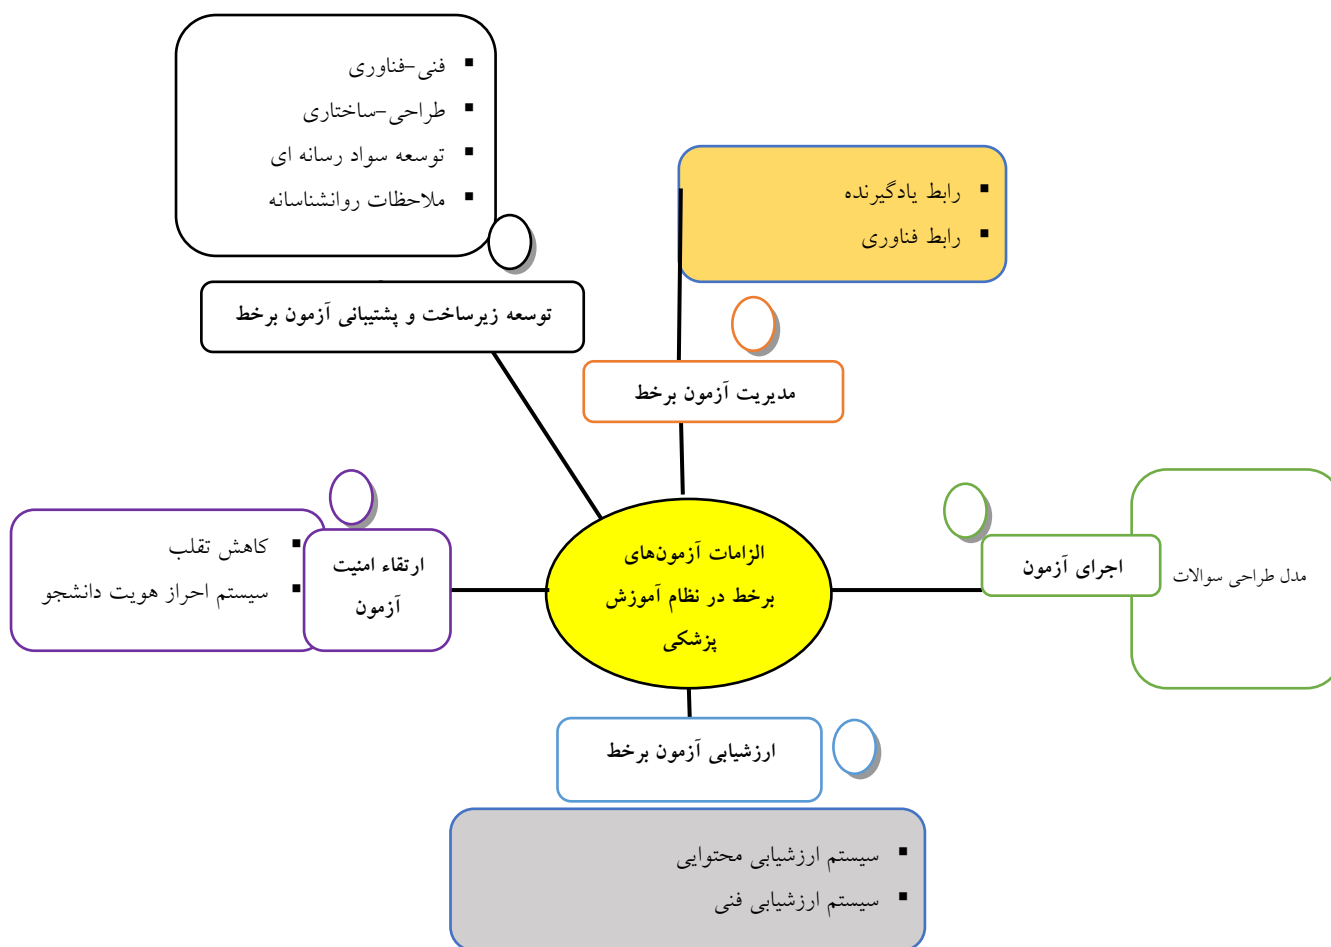 فنی-فناوری
طراحی-ساختاری
توسعه سواد رسانه ای
ملاحظات روانشناسانه
توسعه زیرساخت و پشتیبانی آزمون برخط
رابط یادگیرنده
رابط فناوری
مدیریت آزمون برخط
مدل طراحی سوالات
اجرای آزمون
الزامات آزمون‌های
برخط در نظام آموزش
پزشکی
ارتقاء امنیت
آزمون
کاهش تقلب
سیستم احراز هویت دانشجو
ارزشیابی آزمون برخط
سیستم ارزشیابی محتوایی
سیستم ارزشیابی فنی